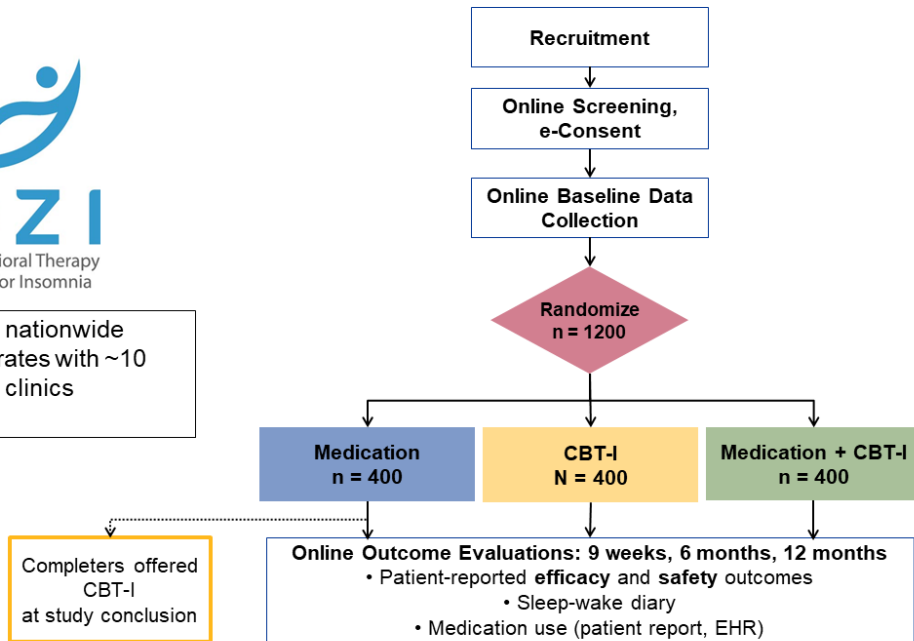 Recruitment
Online Screening,
e-Consent
Online Baseline Data
Collection
Z I
ioral Therapy
or Insomnia
Randomize
n = 1200
nationwide
rates with ~10
clinics
Medication
n = 400
CBT-I
N = 400
Medication + CBT-I
n = 400
Completers offered
CBT-I
at study conclusion
Online Outcome Evaluations: 9 weeks, 6 months, 12 months
• Patient-reported efficacy and safety outcomes
• Sleep-wake diary
• Medication use (patient report, EHR)